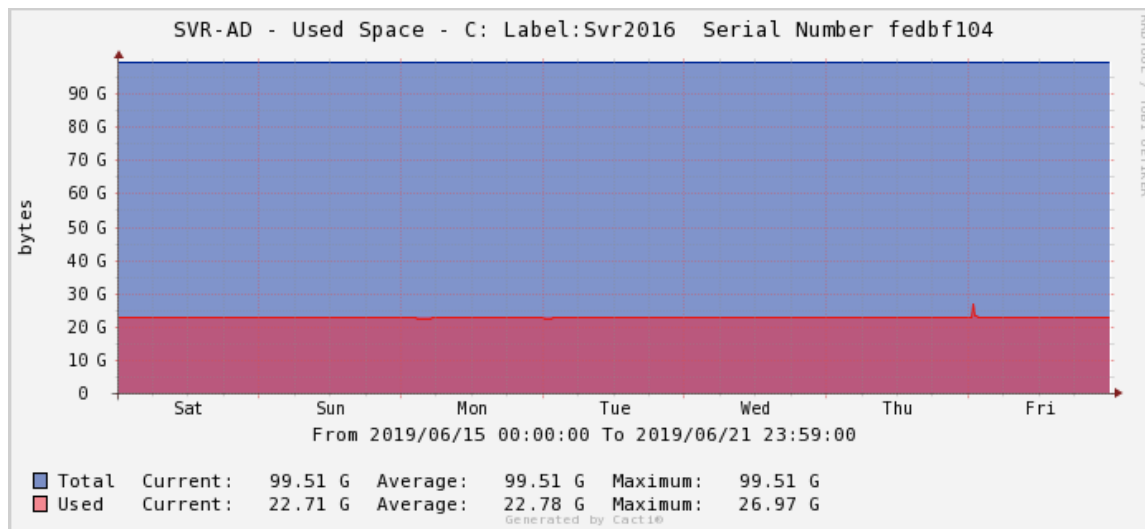 SVR-AD - Used Space - C: Label:Svr2016 Serial Number fedbf104
bytes
90 G
80 G
70 G
60 G
50 G
40 G
30 G
20 G
10 G
0
Sat Sun Mon Tue Wed Thu Fri
From 2019/06/15 00:00:00 To 2019/06/21 23:59:00
Total Current: 99.51 G Average: 99.51 G Maximum: 99.51 G
Used Current: 22.71 G Average: 22.78 G Maximum: 26.97 G
Generated by Cacti®